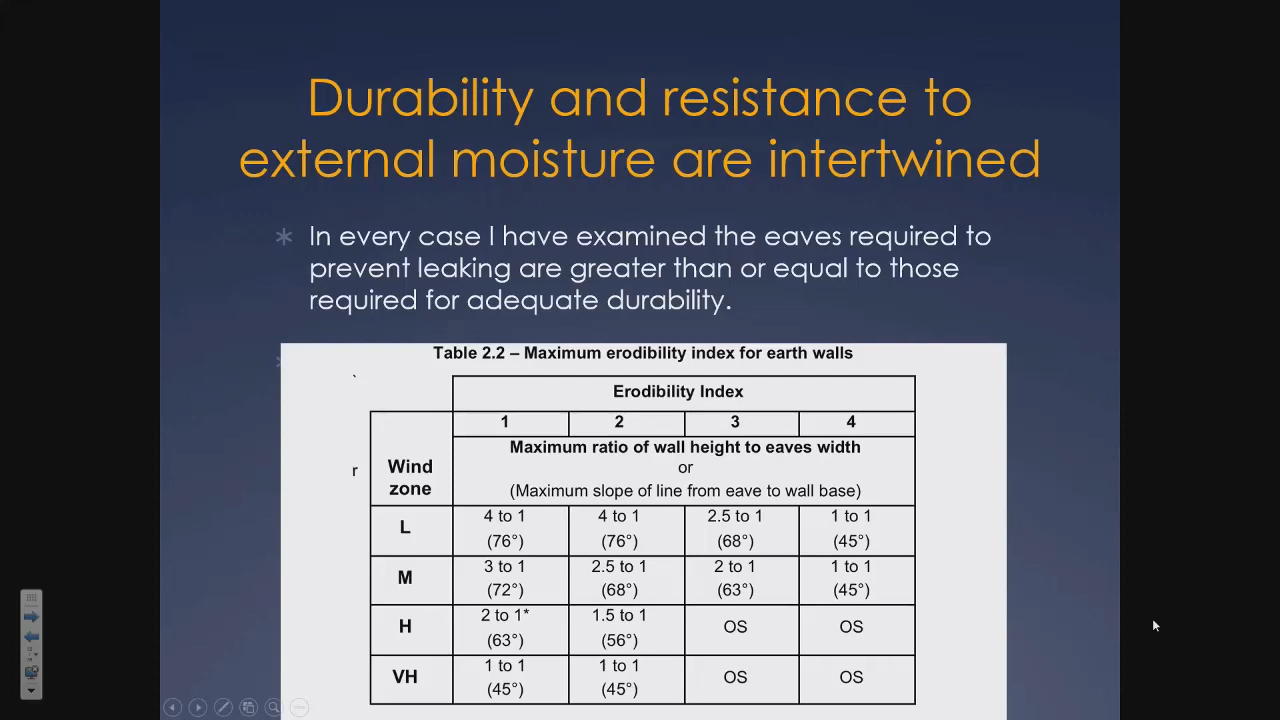 Durability and resistance to
external moisture are intertwined
* In every case I have examined the eaves required to
prevent leaking are greater than or equal to those
required for adequate durability.
*
Table 2.2 – Maximum erodibility index for earth walls
`
Erodibility Index
1 2 3 4
Maximum ratio of wall height to eaves width
r
Wind
zone
or
(Maximum slope of line from eave to wall base)
L
4 to 1 4 to 1 2.5 to 1 1 to 1
(76°) (76°) (68°) (45°)
M
3 to 1 2.5 to 1 2 to 1 1 to 1
(72°) (68°) (63°) (45°)
H
2 to 1* 1.5 to 1 OS OS
(63°) (56°)
VH
1 to 1 1 to 1 OS OS
(45°) (45°)